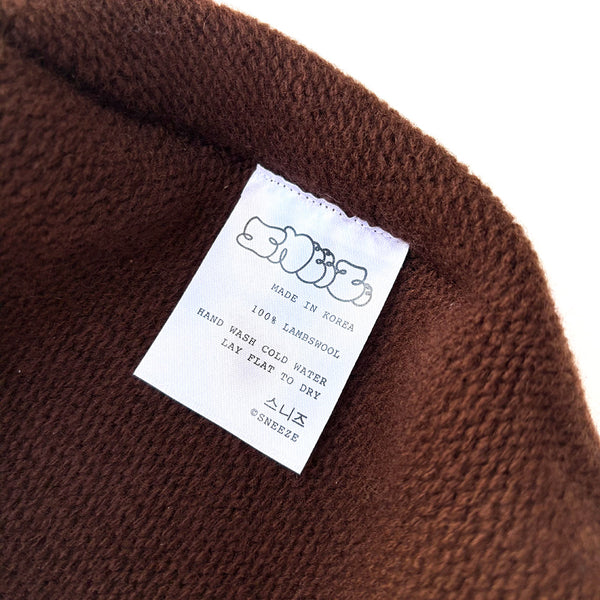 SNEEZE
MADE IN KOREA
100% LAMBSWOOL
HAND WASH COLD WATER
LAY FLAT TO DRY
스니즈
©SNEEZE